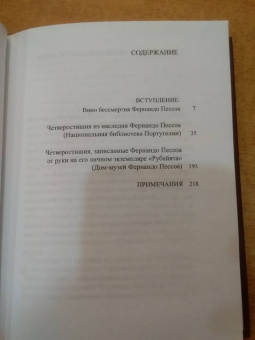 СОДЕРЖАНИЕ
ВСТУПЛЕНИЕ.
Вино бессмертия Фернандо Пессоа 7
Четверостишия из наследия Фернандо Пессоа
(Национальная библиотека Португалии) 35
Четверостишия, записанные Фернандо Пессоа
от руки на его личном экземпляре «Рубайята»
(Дом-музей Фернандо Пессоа) 193
ПРИМЕЧАНИЯ 218